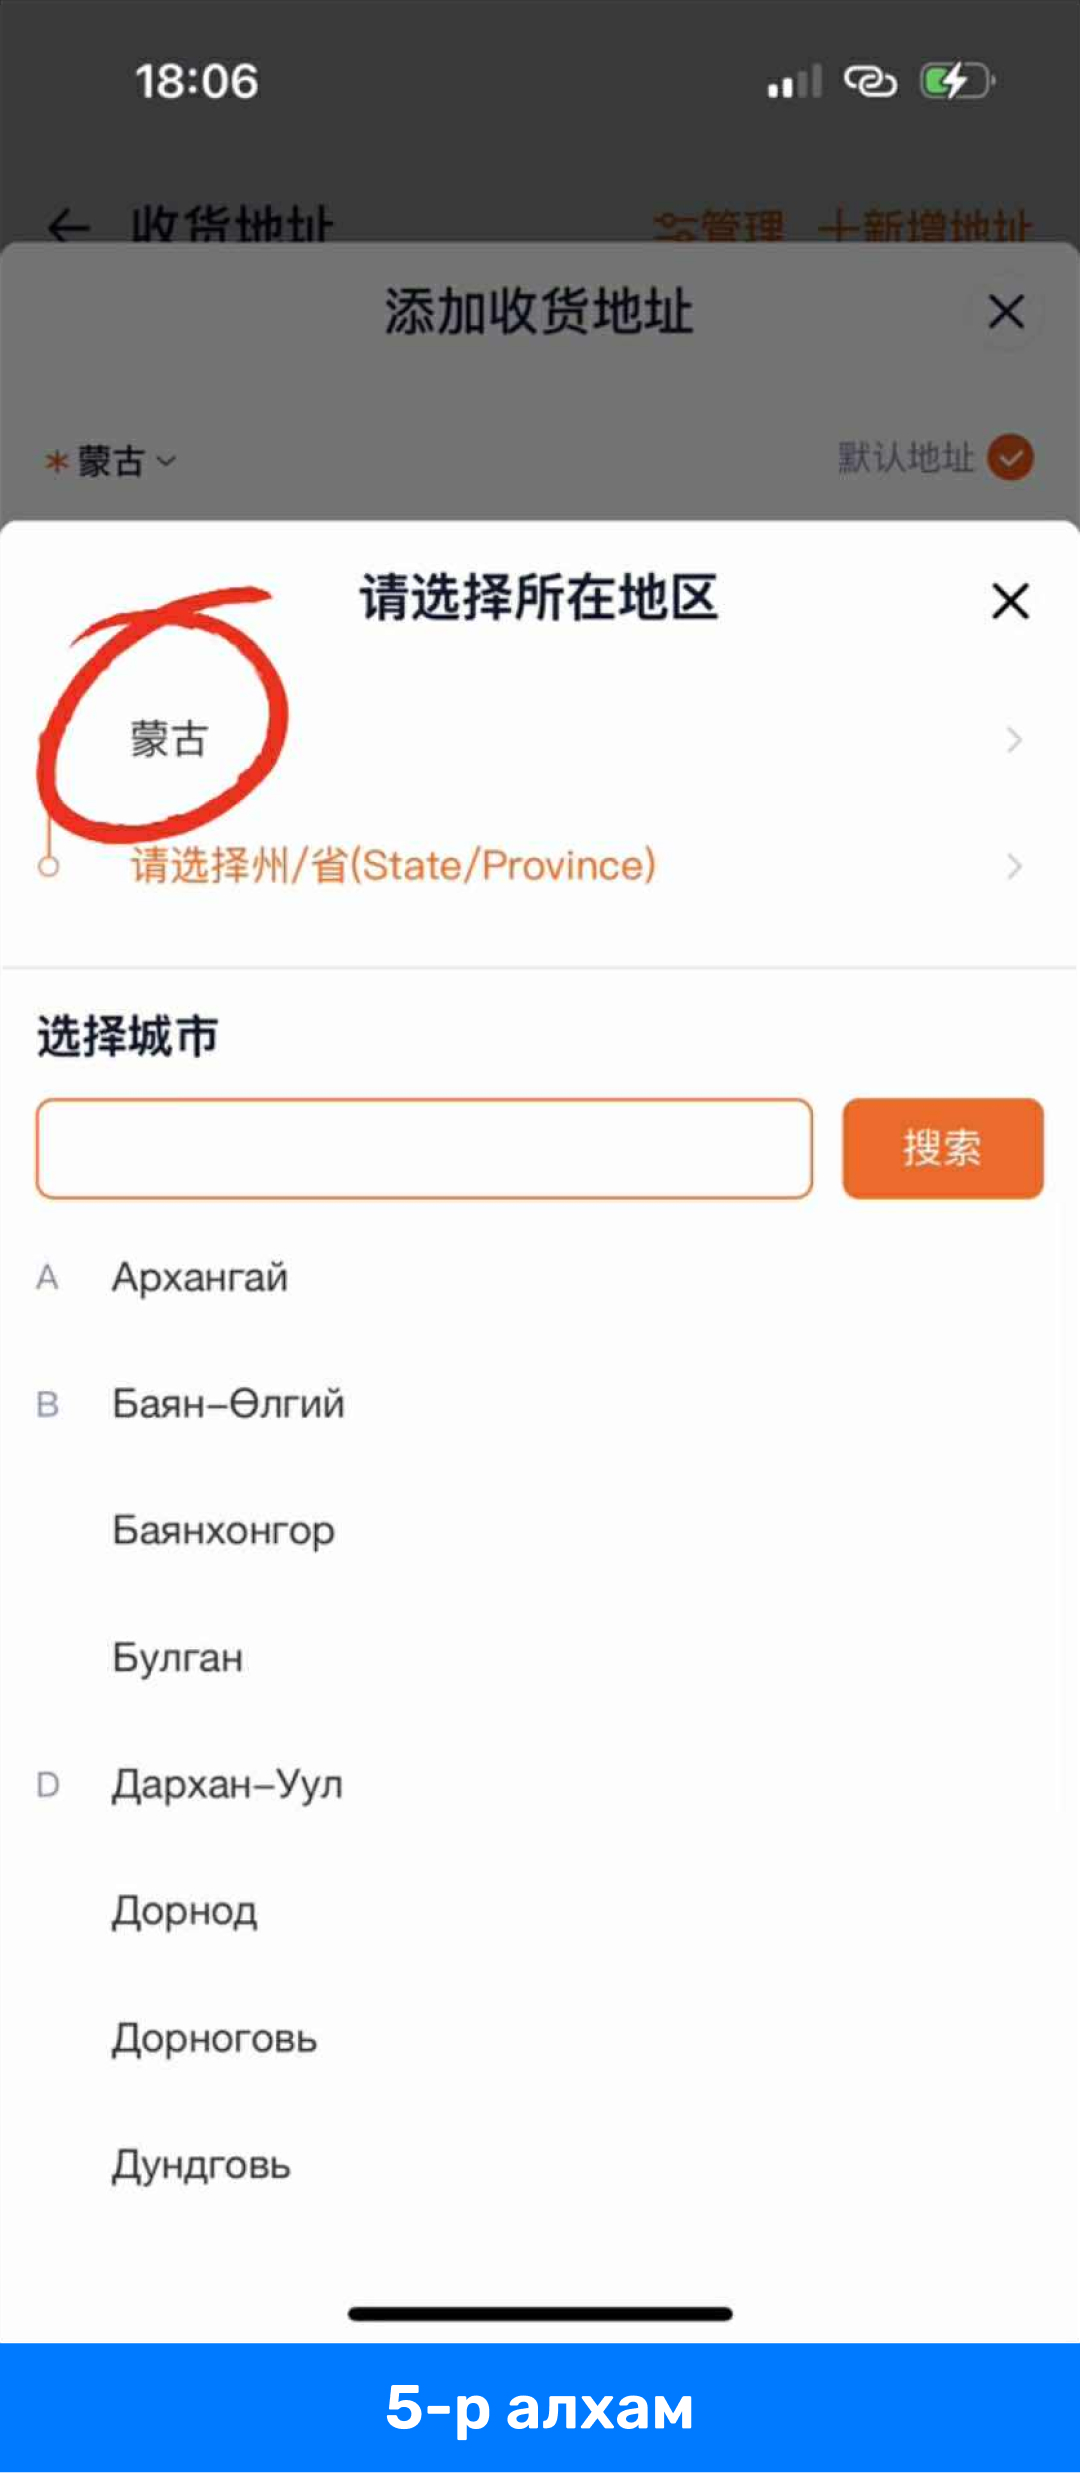 18:06
收货地址 管理 十新增地址
添加收货地址
* 蒙古 默认地址
请选择所在地区
蒙古
请选择州/省(State/Province)
选择城市
搜索
A Архангай
B Баян-Өлгий
Баянхонгор
Булган
D Дархан-Уул
Дорнод
Дорноговь
Дундговь
5-р алхам